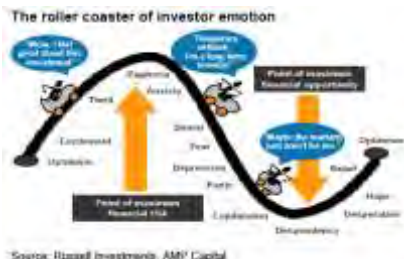 The roller coaster of investor emotion
Wow, I feel
good about this
investment!
Temporary
setback
I'm a long term
investor
Euphoria
Thrill
Anxiety
Point of maximum
financial opportunity
Excitement
Denial
Optimism
Fear
Maybe the markets
just aren't for me
Optimism
Depression
Panic
Relief
Point of maximum
financial risk
Capitulation
Hope
Desperation
Despondency
Source: Russell Investments, AMP Capital